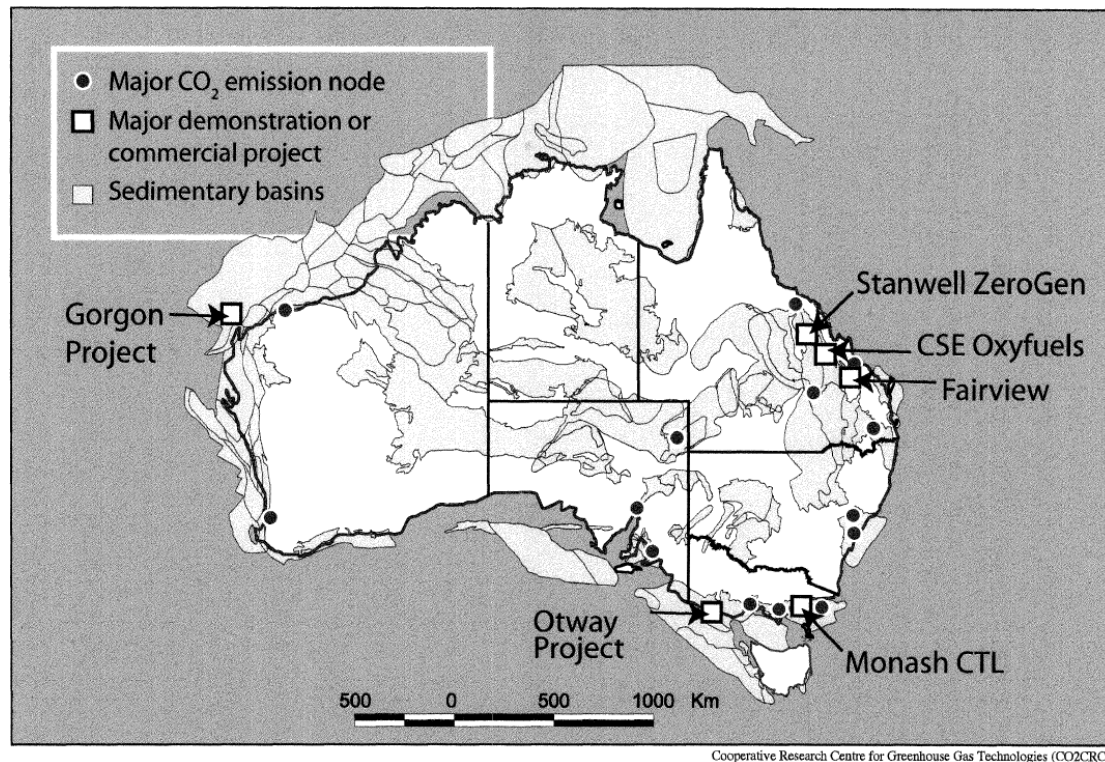 Major CO₂ emission node
Major demonstration or
commercial project
Sedimentary basins
Gorgon
Project
Stanwell ZeroGen
CSE Oxyfuels
Fairview
Otway
Project
Monash CTL
500 0 500 1000 Km
Cooperative Research Centre for Greenhouse Gas Technologies (CO2CRC